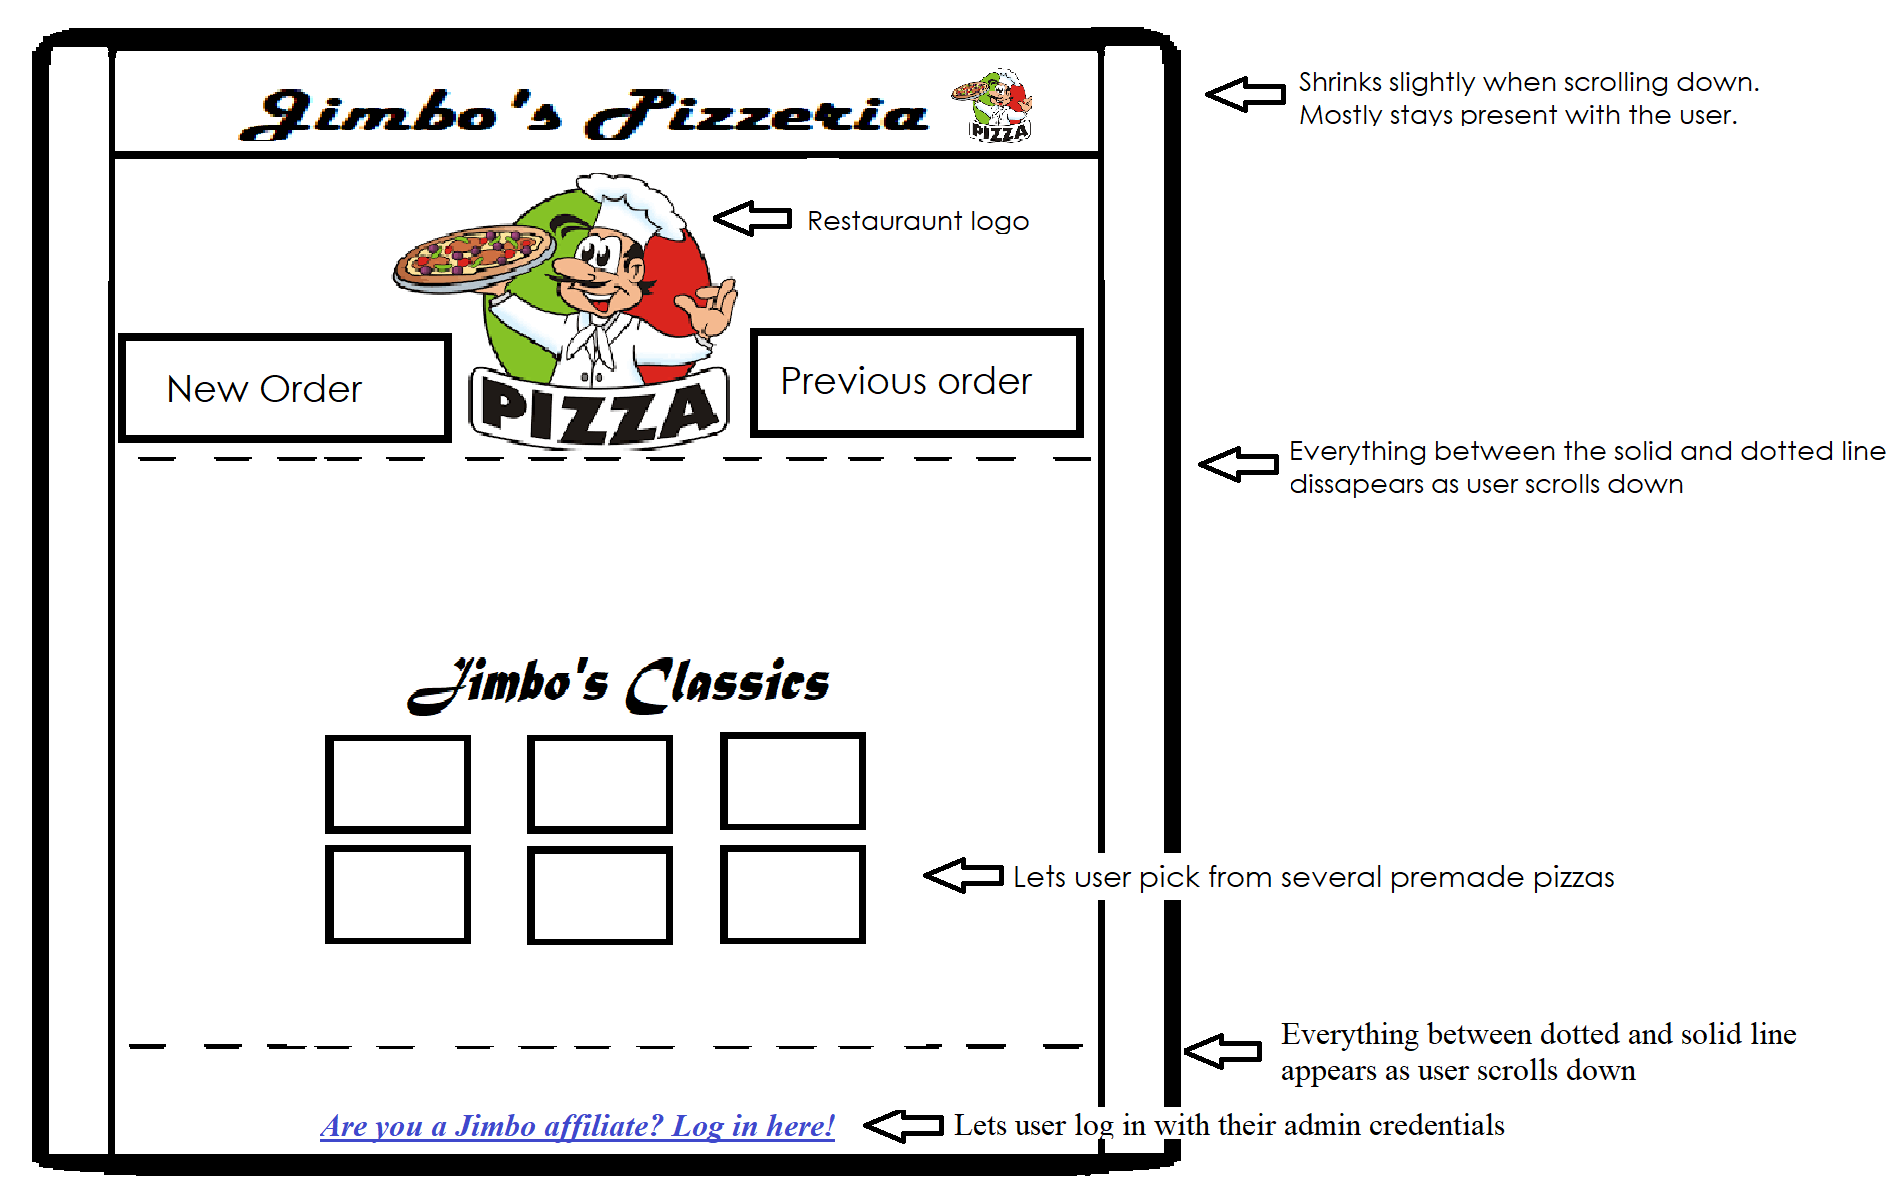 Jimbo's Pizzeria
PIZZA
Shrinks slightly when scrolling down.
Mostly stays present with the user.
Restauraunt logo
New Order
PIZZA
Previous order
Everything between the solid and dotted line
dissapears as user scrolls down
Jimbo's Classics
Lets user pick from several premade pizzas
Everything between dotted and solid line
appears as user scrolls down
Are you a Jimbo affiliate? Log in here!
Lets user log in with their admin credentials